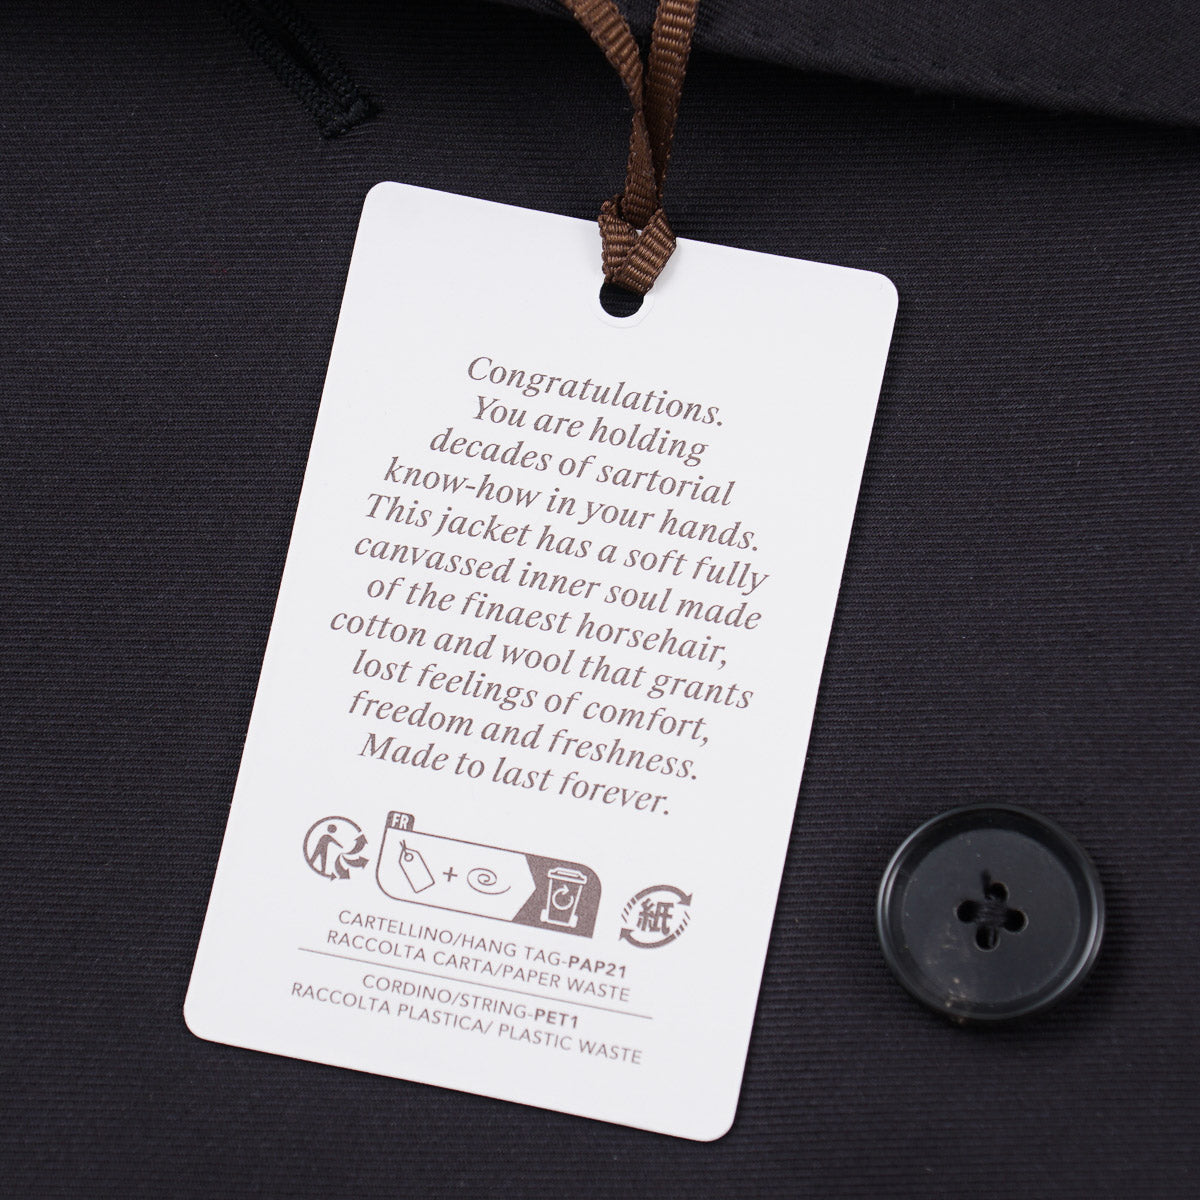 Congratulations.
You are holding
decades of sartorial
know-how in your hands.
This jacket has a soft fully
canvassed inner soul made
of the finaest horsehair,
cotton and wool that grants
lost feelings of comfort,
freedom and freshness.
Made to last forever.
FR
+
紙
CARTELLINO/HANG TAG-PAP21
RACCOLTA CARTA/PAPER WASTE
CORDINO/STRING-PET1
RACCOLTA PLASTICA/ PLASTIC WASTE